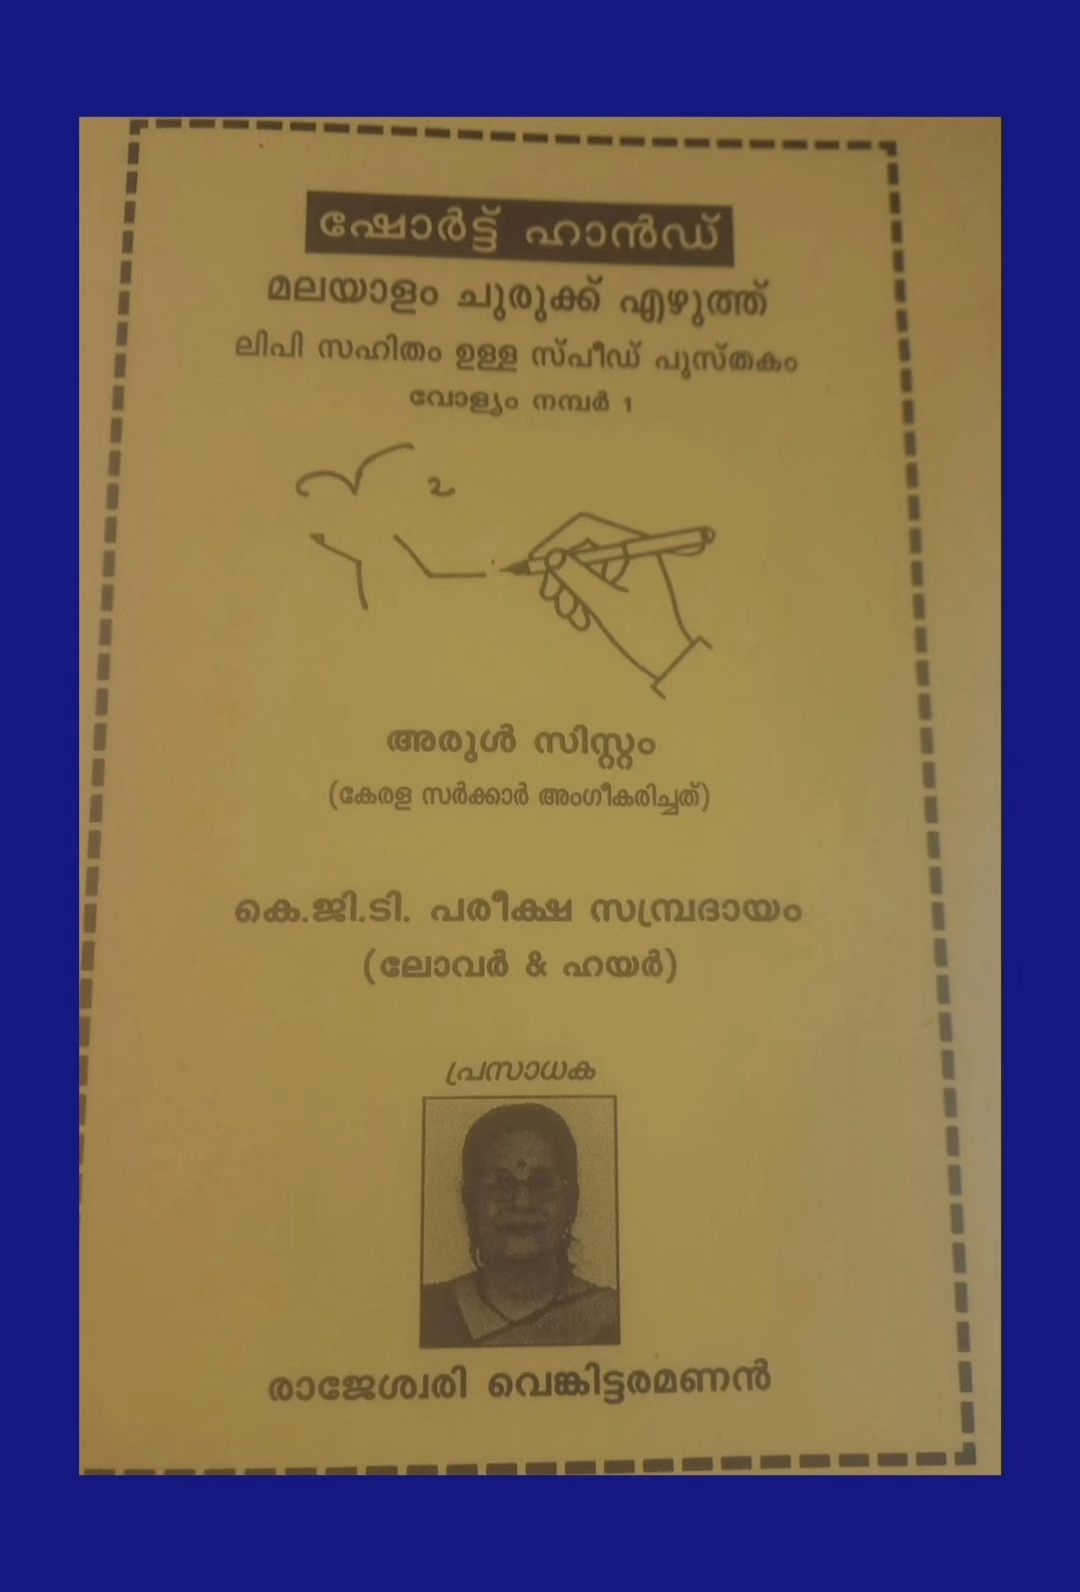 ഷോർട്ട് ഹാൻഡ്
മലയാളം ചുരുക്ക് എഴുത്ത്
ലിപി സഹിതം ഉള്ള സ്പീഡ് പുസ്തകം
വോള്യം നമ്പർ 1
അരുൾ സിസ്റ്റം
(കേരള സർക്കാർ അംഗീകരിച്ചത്)
കെ.ജി.ടി. പരീക്ഷ സമ്പ്രദായം
(ലോവർ & ഹയർ)
പ്രസാധക
രാജേശ്വരി വെങ്കിട്ടരമണൻ